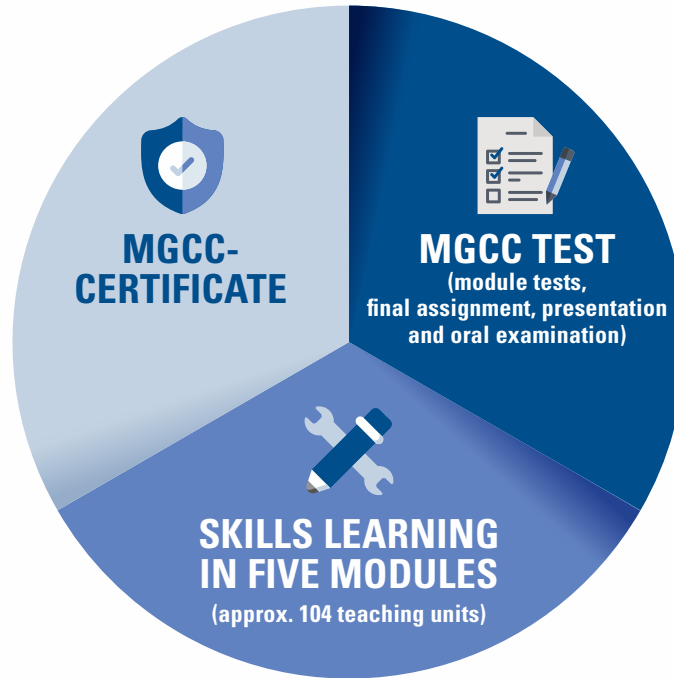 MGCC-
CERTIFICATE
MGCC TEST
(module tests,
final assignment, presentation
and oral examination)
SKILLS LEARNING
IN FIVE MODULES
(approx. 104 teaching units)